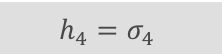 h₄ = σ₄